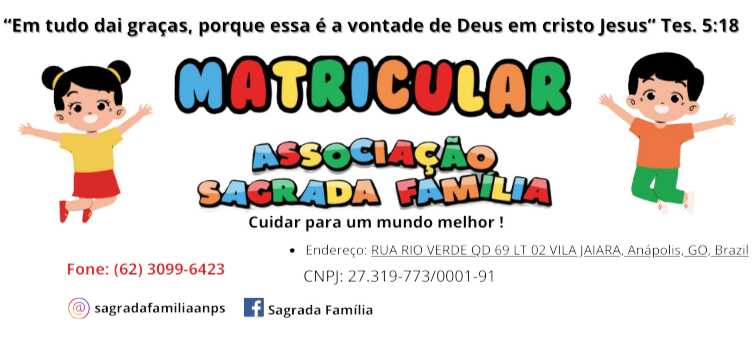 “Em tudo dai graças, porque essa é a vontade de Deus em cristo Jesus” Tes. 5:18
MATRICULAR
ASSOCIAÇÃO
SAGRADA FAMÍLIA
Cuidar para um mundo melhor !
• Endereço: RUA RIO VERDE QD 69 LT 02 VILA JAIARA, Anápolis, GO, Brazil
Fone: (62) 3099-6423
CNPJ: 27.319-773/0001-91
@ sagradafamiliaanps
Sagrada Família